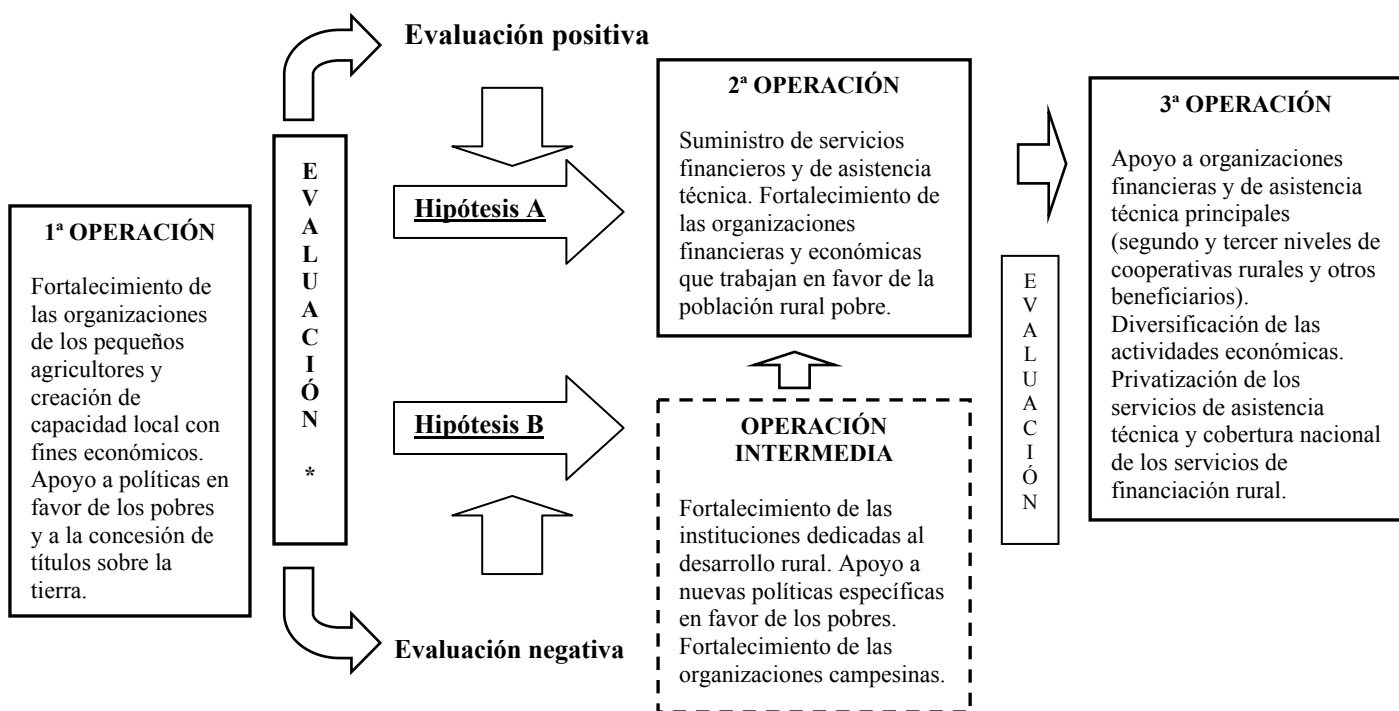 Evaluación positiva
1ª OPERACIÓN
Fortalecimiento de
las organizaciones
de los pequeños
agricultores y
creación de
capacidad local con
fines económicos.
Apoyo a políticas en
favor de los pobres
y a la concesión de
títulos sobre la
tierra.
E
V
A
L
U
A
C
I
Ó
N
*
Hipótesis A
Hipótesis B
Evaluación negativa
2ª OPERACIÓN
Suministro de servicios
financieros y de asistencia
técnica. Fortalecimiento de
las organizaciones
financieras y económicas
que trabajan en favor de la
población rural pobre.
OPERACIÓN
INTERMEDIA
Fortalecimiento de las
instituciones dedicadas al
desarrollo rural. Apoyo a
nuevas políticas específicas
en favor de los pobres.
Fortalecimiento de las
organizaciones campesinas.
E
V
A
L
U
A
C
I
Ó
N
3ª OPERACIÓN
Apoyo a organizaciones
financieras y de asistencia
técnica principales
(segundo y tercer niveles de
cooperativas rurales y otros
beneficiarios).
Diversificación de las
actividades económicas.
Privatización de los
servicios de asistencia
técnica y cobertura nacional
de los servicios de
financiación rural.